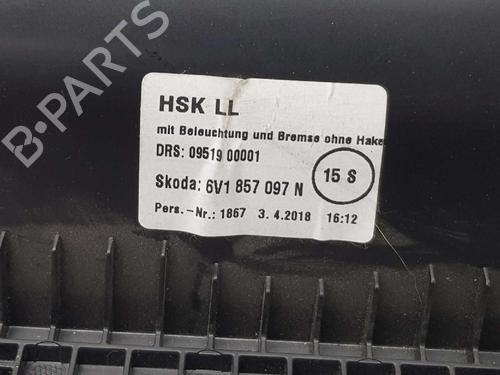 HSK LL
mit Beleuchtung und Bremse ohne Hake
DRS: 09519 00001
15 S
Skoda: 6V1 857 097 N
Pers.-Nr.: 1867 3. 4.2018 16:12
B-PARTS
B-PARTS